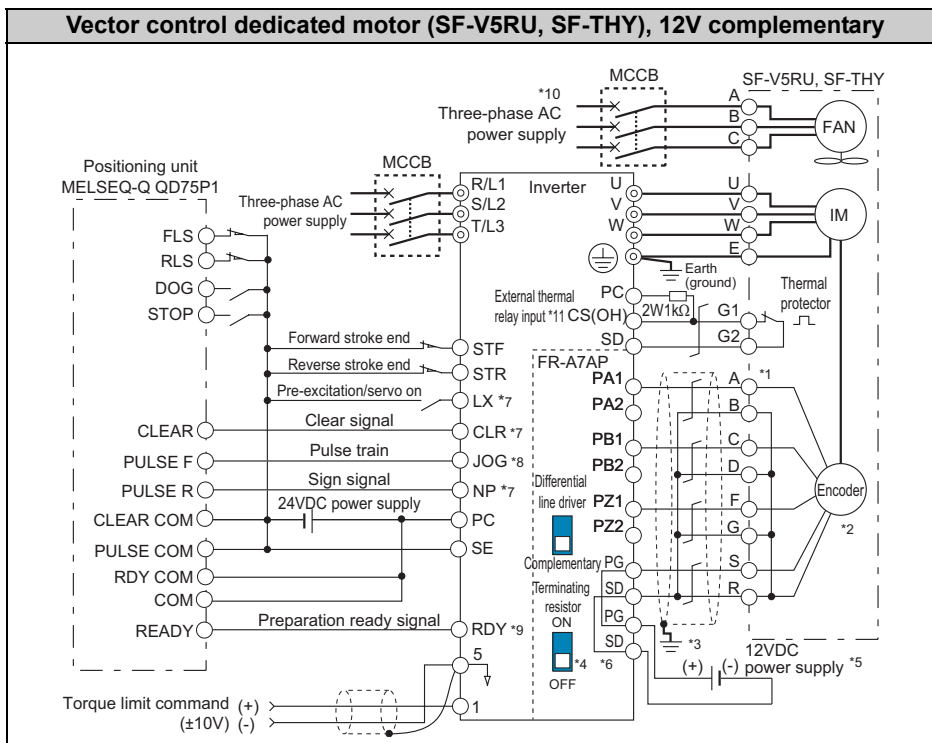 Vector control dedicated motor (SF-V5RU, SF-THY), 12V complementary
MCCB
SF-V5RU, SF-THY
*10
Three-phase AC
power supply
A
B
C
FAN
Positioning unit
MELSEQ-Q QD75P1
MCCB
Three-phase AC
power supply
R/L1
S/L2
T/L3
Inverter
U
V
W
U
V
W
E
IM
Earth
(ground)
FLS
RLS
DOG
STOP
External thermal
relay input *11
PC
CS(OH)
SD
2W1kΩ
G1
G2
Thermal
protector
Forward stroke end
STF
Reverse stroke end
STR
Pre-excitation/servo on
LX *7
CLEAR
Clear signal
CLR *7
PULSE F
Pulse train
JOG *8
PULSE R
Sign signal
NP *7
CLEAR COM
24VDC power supply
PC
PULSE COM
SE
RDY COM
COM
READY
Preparation ready signal
RDY *9
5
Torque limit command (+)
(±10V) (-)
1
FR-A7AP
PA1
PA2
PB1
PB2
PZ1
PZ2
Differential
line driver
Complementary
PG
SD
PG
SD
Terminating
resistor
ON
*4
OFF
*6
A *1
B
C
D
F
G
S
R
Encoder
*2
*3
12VDC
power supply *5
(+) (-)